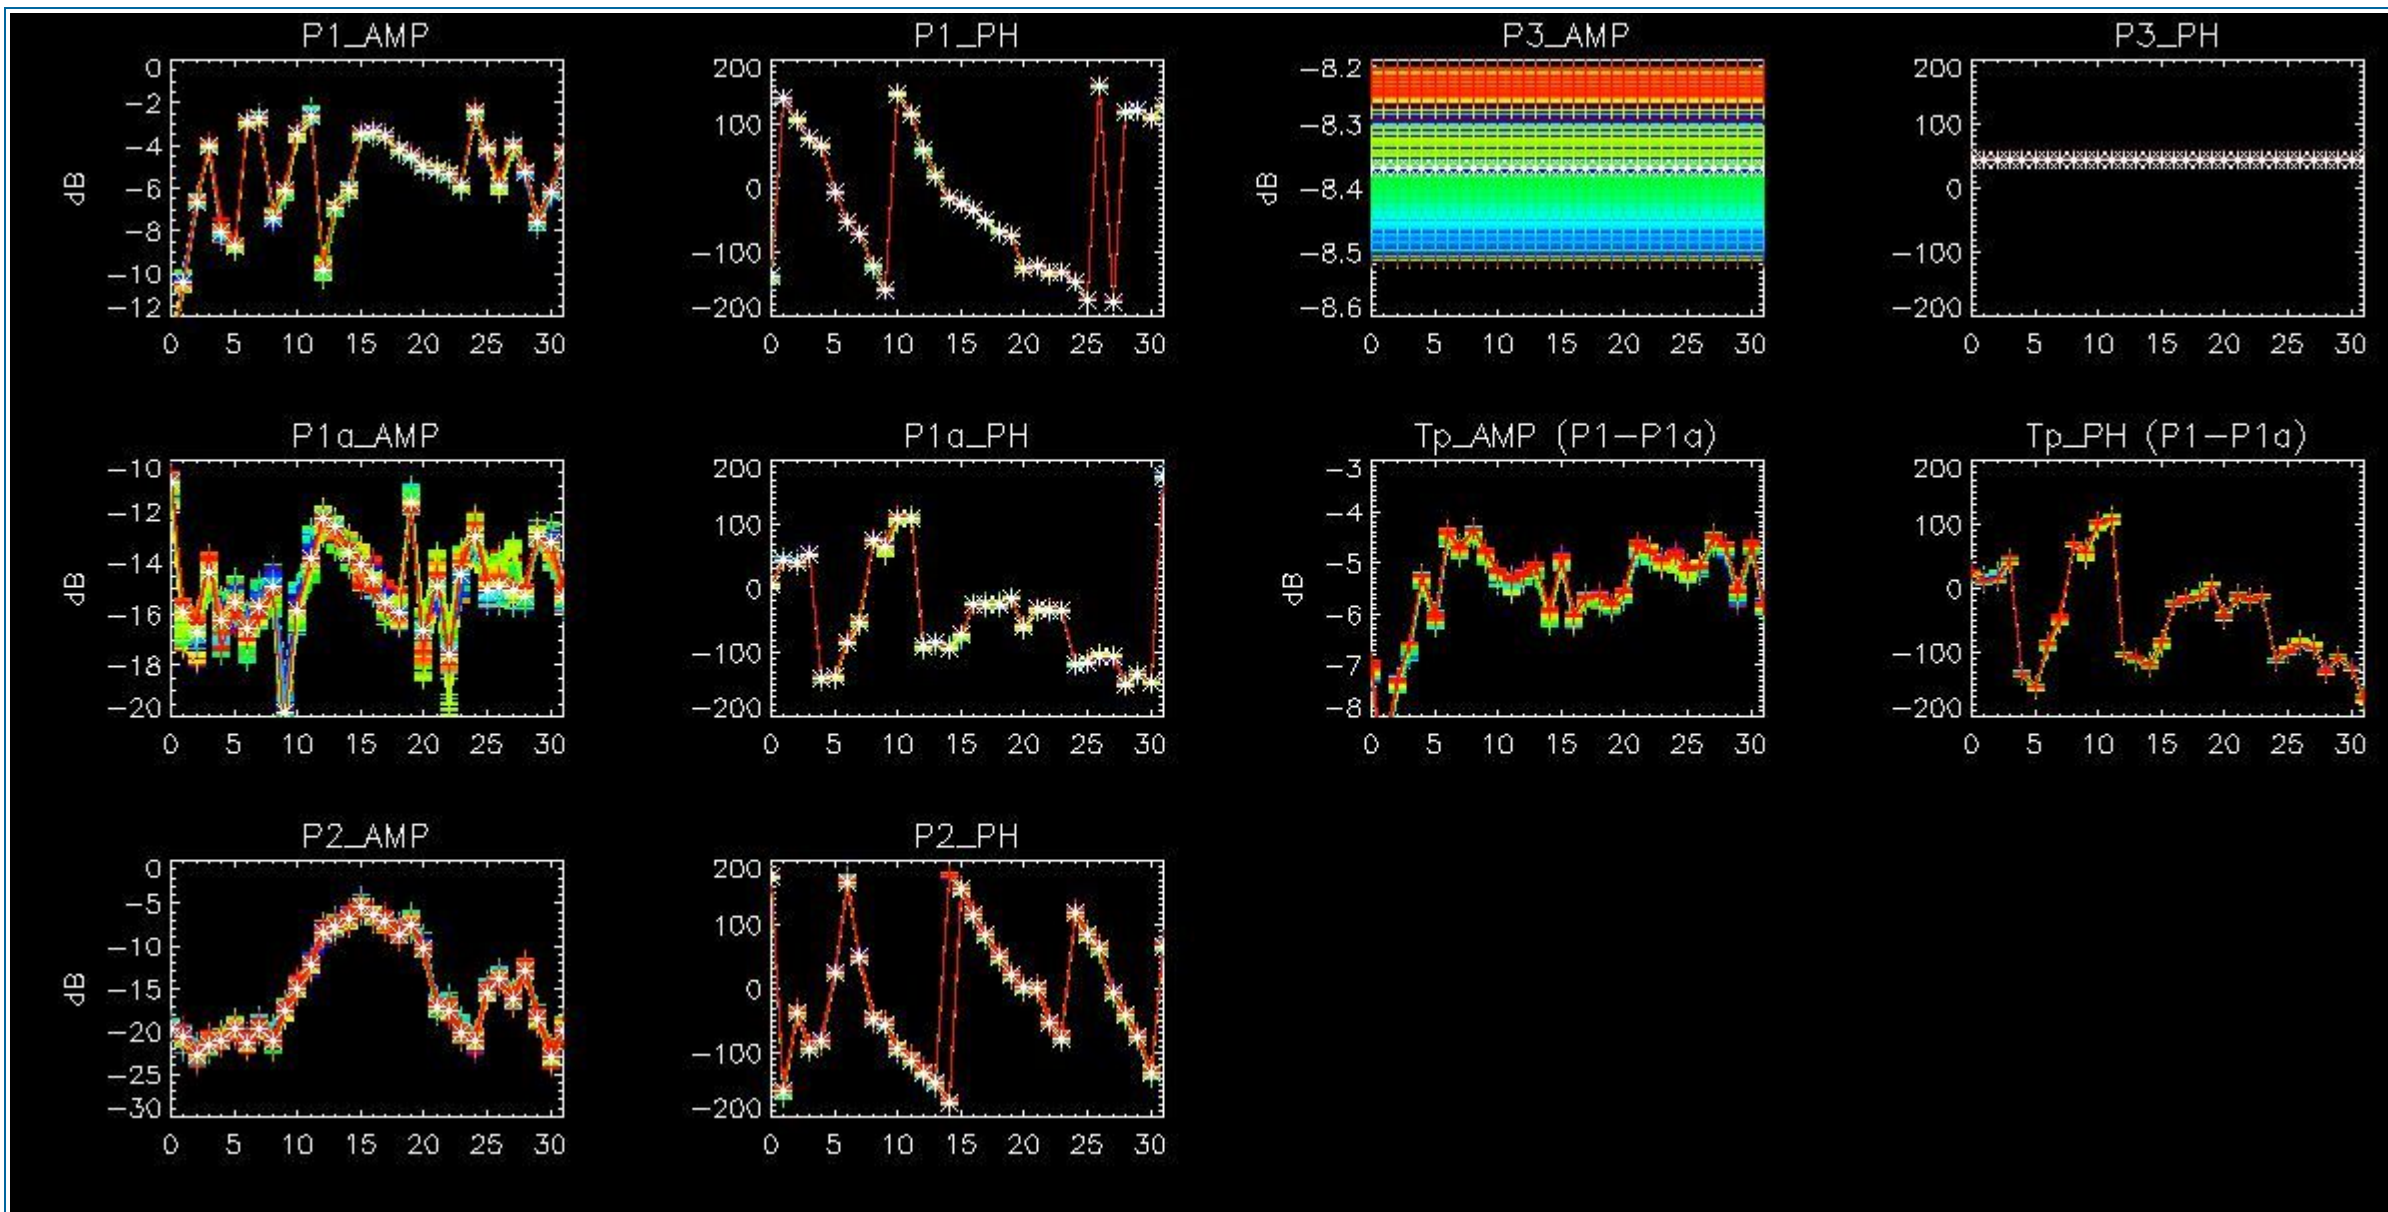 P1_AMP
P1_PH
P3_AMP
P3_PH
dB
0
−2
−4
−6
−8
−10
−12
0 5 10 15 20 25 30
200
100
0
−100
−200
0 5 10 15 20 25 30
dB
−8.2
−8.3
−8.4
−8.5
−8.6
0 5 10 15 20 25 30
200
100
0
−100
−200
0 5 10 15 20 25 30
P1a_AMP
P1a_PH
Tp_AMP (P1−P1a)
Tp_PH (P1−P1a)
dB
−10
−12
−14
−16
−18
−20
0 5 10 15 20 25 30
200
100
0
−100
−200
0 5 10 15 20 25 30
dB
−3
−4
−5
−6
−7
−8
0 5 10 15 20 25 30
200
100
0
−100
−200
0 5 10 15 20 25 30
P2_AMP
P2_PH
dB
0
−5
−10
−15
−20
−25
−30
0 5 10 15 20 25 30
200
100
0
−100
−200
0 5 10 15 20 25 30